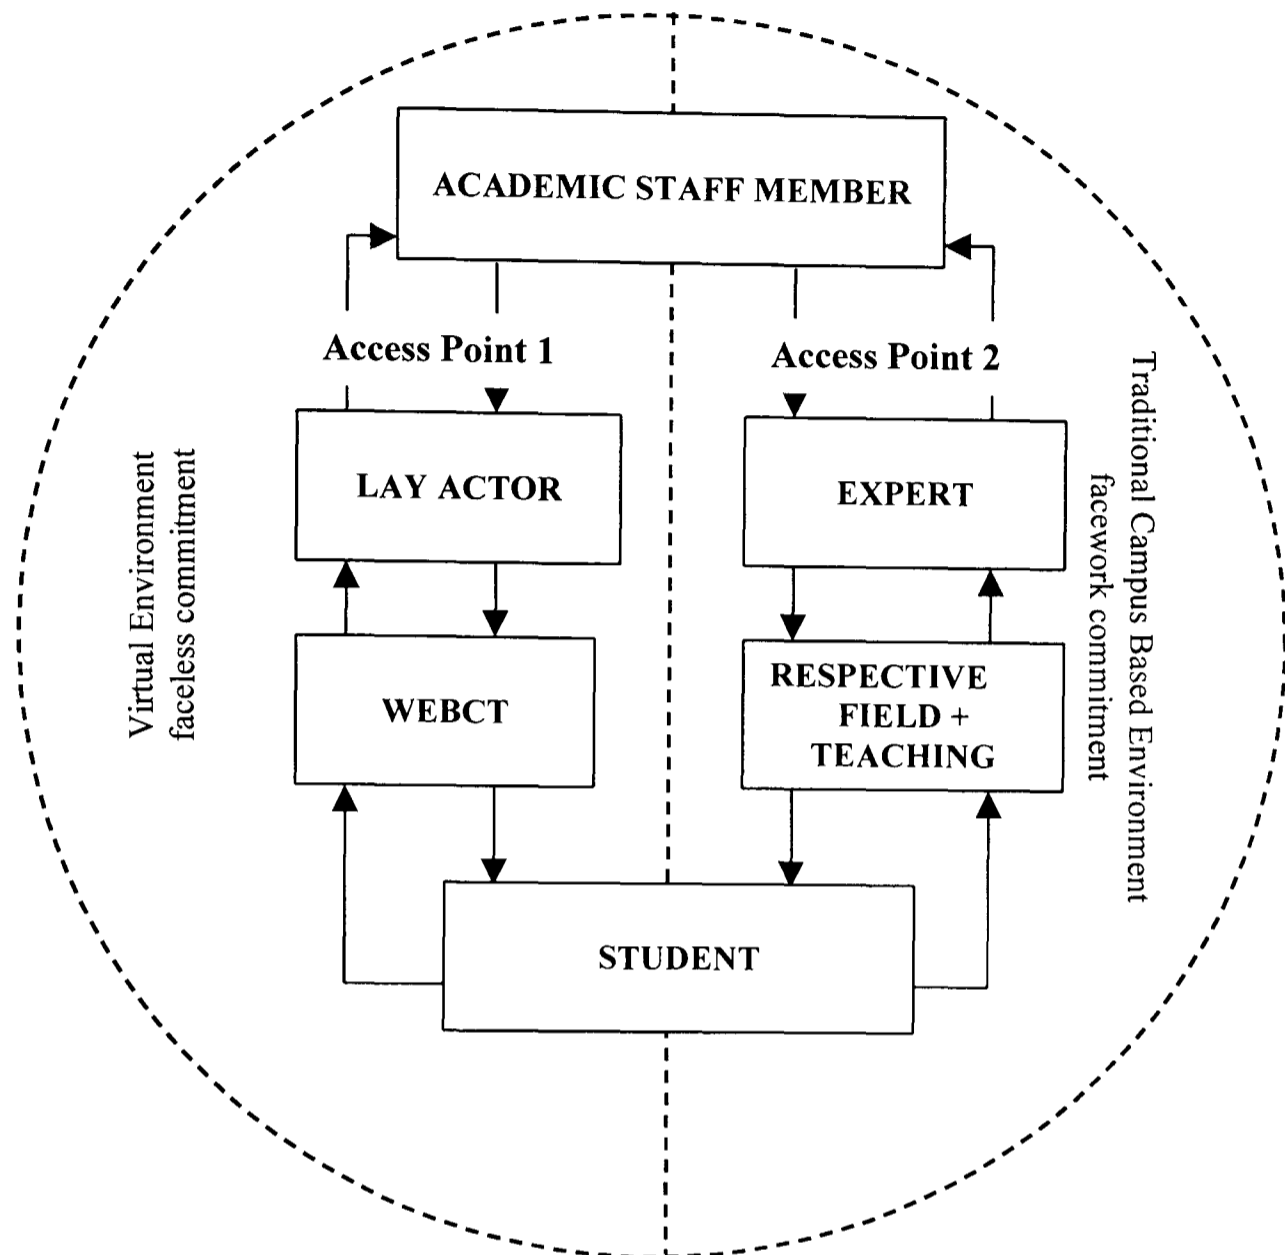 ACADEMIC STAFF MEMBER
Access Point 1
Access Point 2
LAY ACTOR
EXPERT
Virtual Environment
faceless commitment
Traditional Campus Based Environment
facework commitment
WEBCT
RESPECTIVE
FIELD +
TEACHING
STUDENT